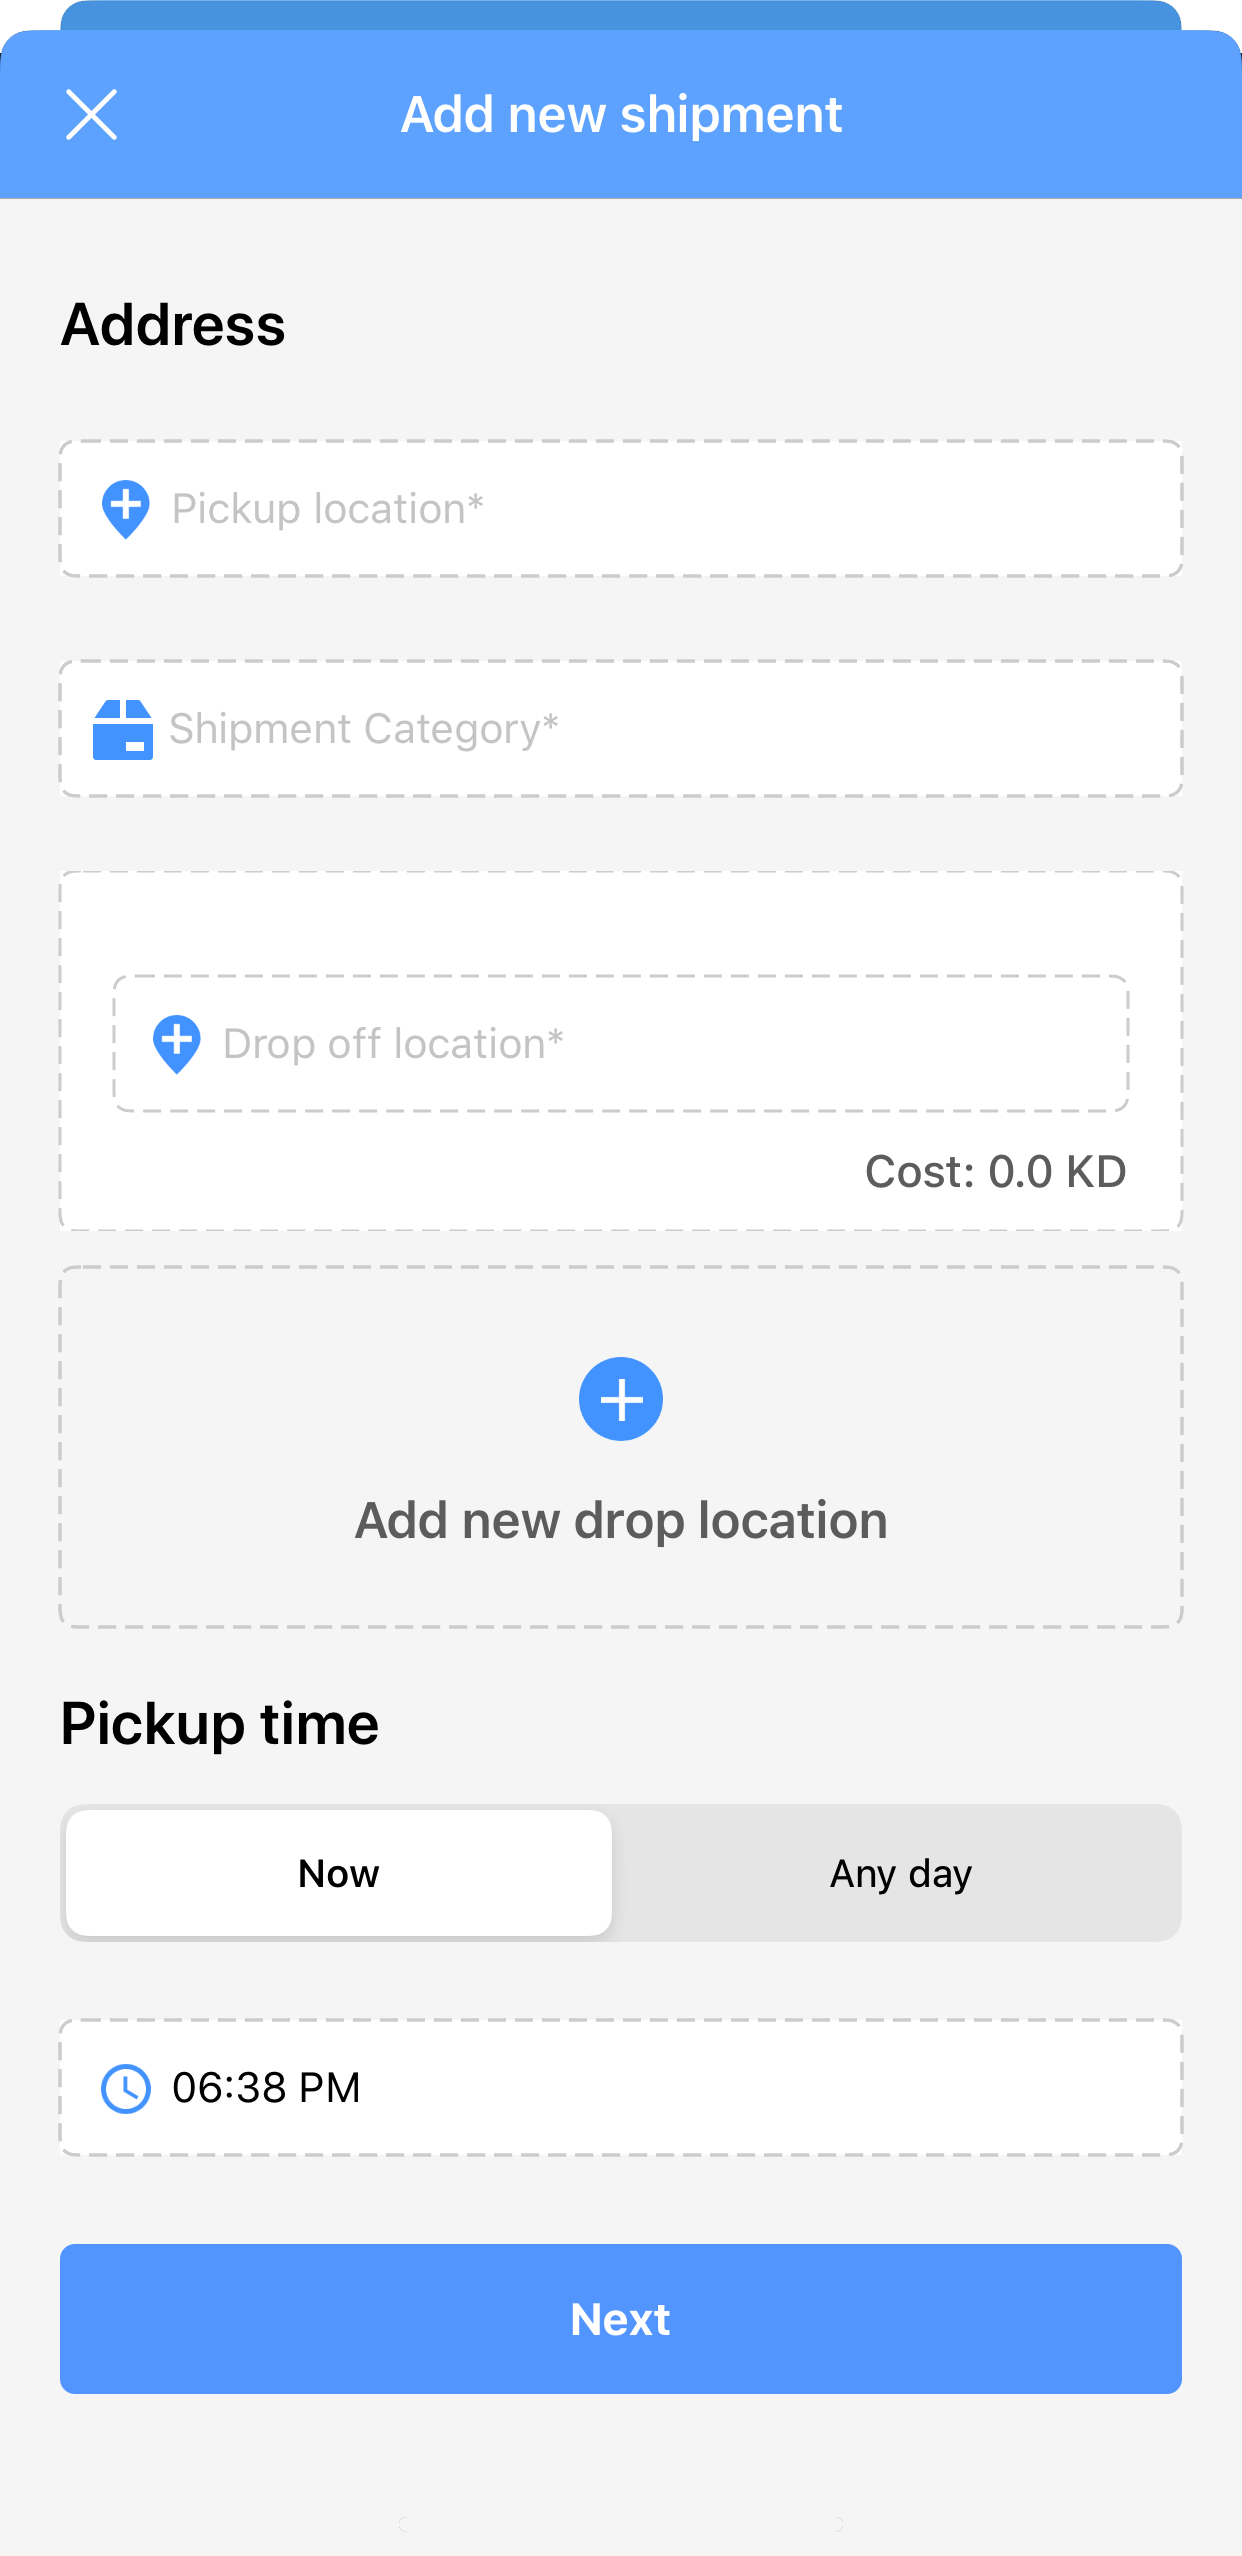 Add new shipment
Address
Pickup location*
Shipment Category*
Drop off location*
Cost: 0.0 KD
Add new drop location
Pickup time
Now
Any day
06:38 PM
Next